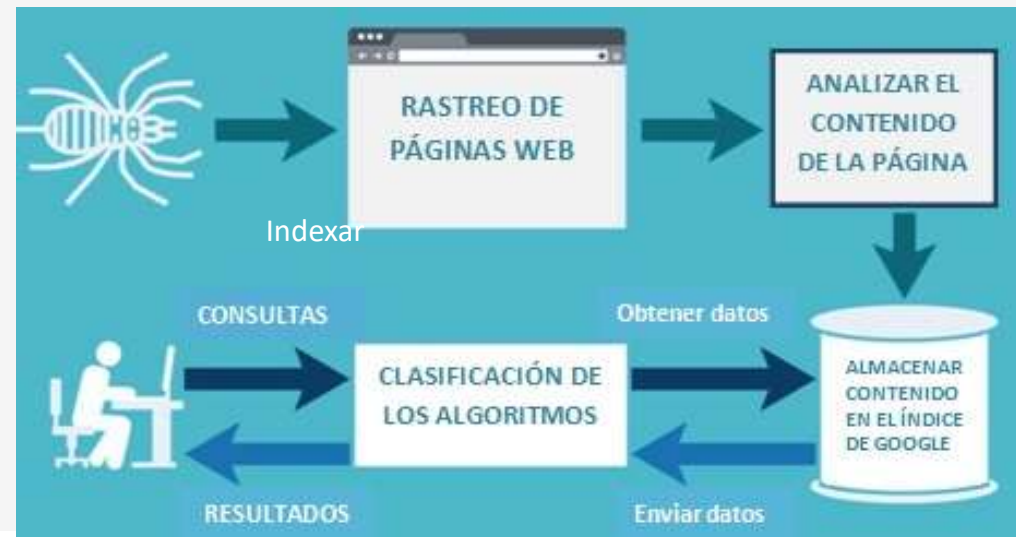 RASTREO DE
PÁGINAS WEB
ANALIZAR EL
CONTENIDO
DE LA PÁGINA
Indexar
CONSULTAS
Obtener datos
CLASIFICACIÓN DE
LOS ALGORITMOS
ALMACENAR
CONTENIDO
EN EL ÍNDICE
DE GOOGLE
RESULTADOS
Enviar datos